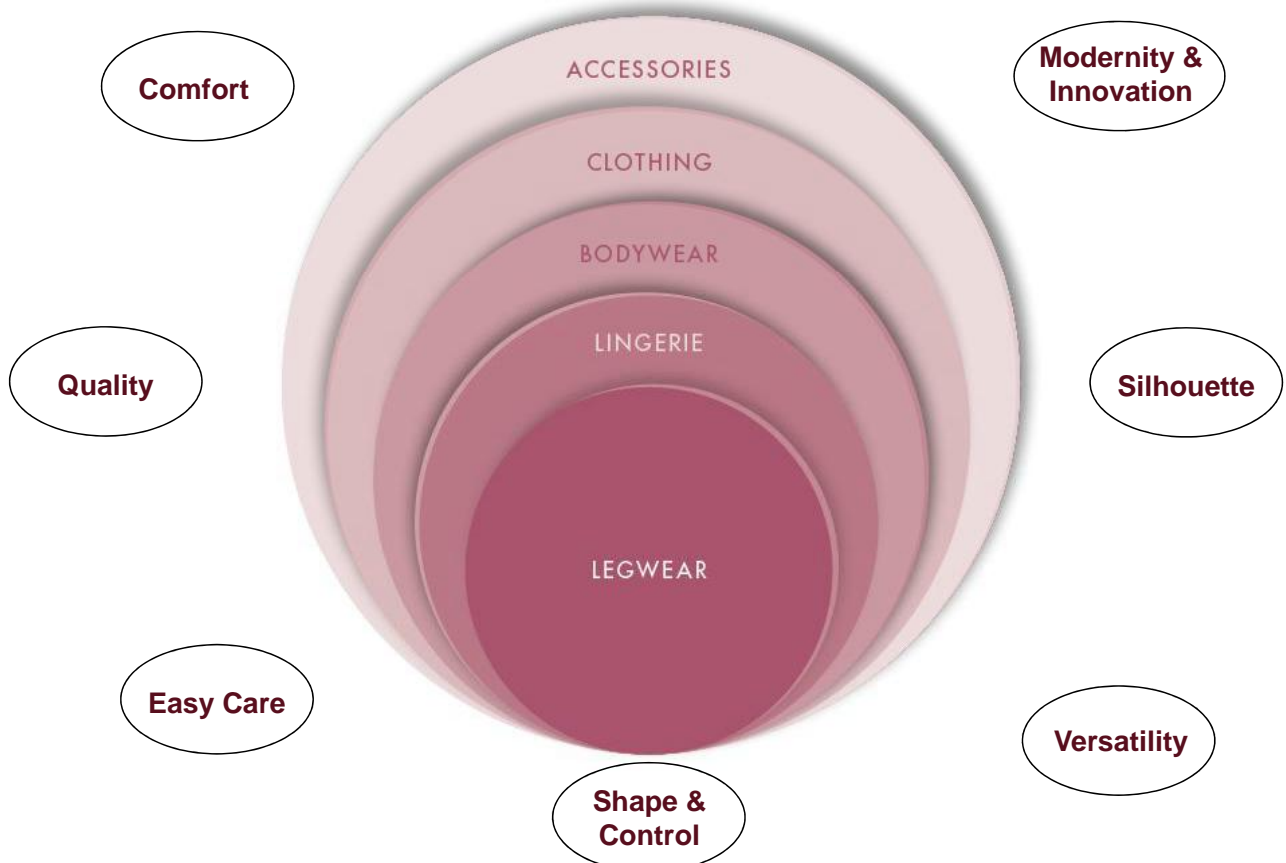 ACCESSORIES
Comfort
Modernity &
Innovation
CLOTHING
BODYWEAR
LINGERIE
Quality
Silhouette
LEGWEAR
Easy Care
Versatility
Shape &
Control